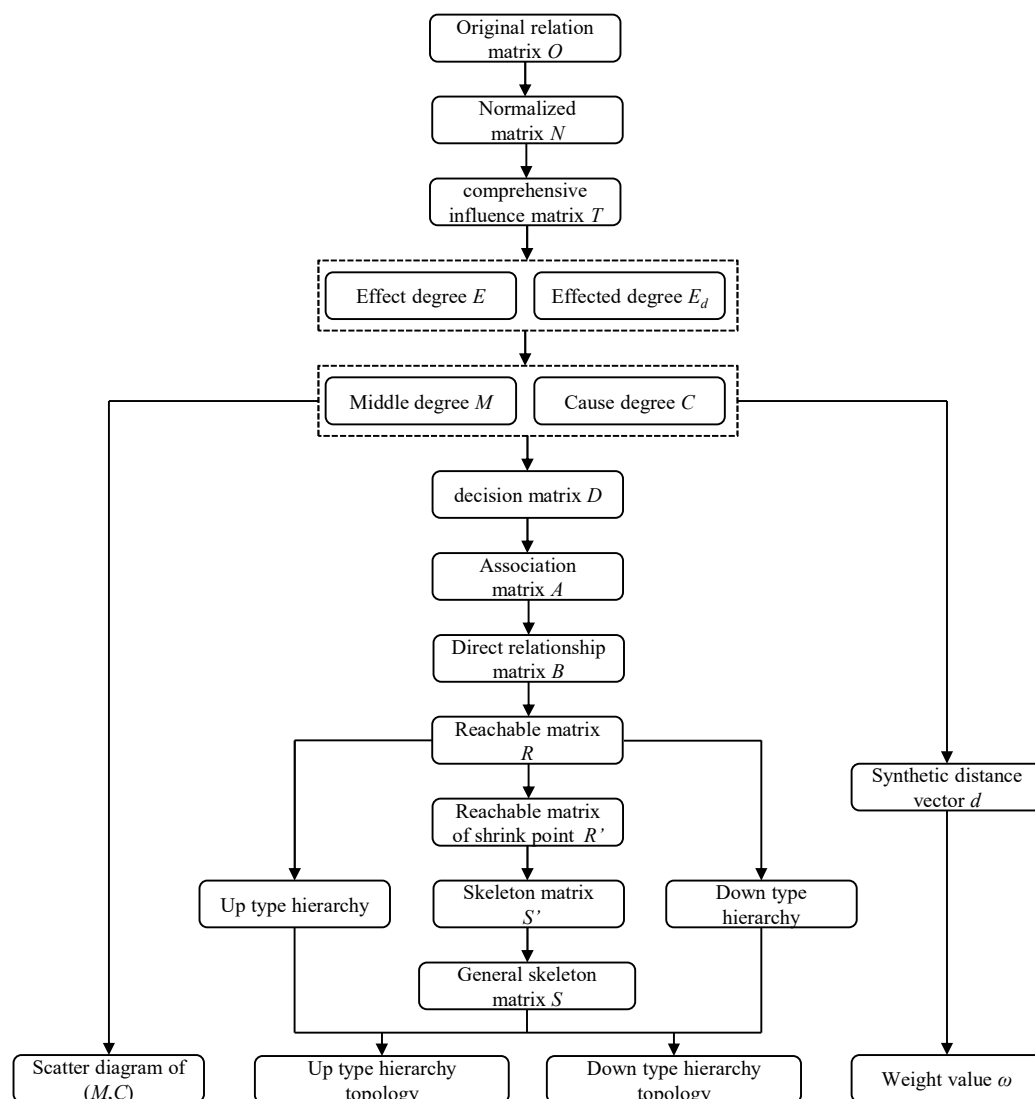 Original relation
matrix O
Normalized
matrix N
comprehensive
influence matrix T
Effect degree E
Effected degree E_d
Middle degree M
Cause degree C
decision matrix D
Association
matrix A
Direct relationship
matrix B
Reachable matrix
R
Synthetic distance
vector d
Reachable matrix
of shrink point R’
Up type hierarchy
Skeleton matrix
S’
Down type
hierarchy
General skeleton
matrix S
Scatter diagram of
(M,C)
Up type hierarchy
topology
Down type hierarchy
topology
Weight value ω